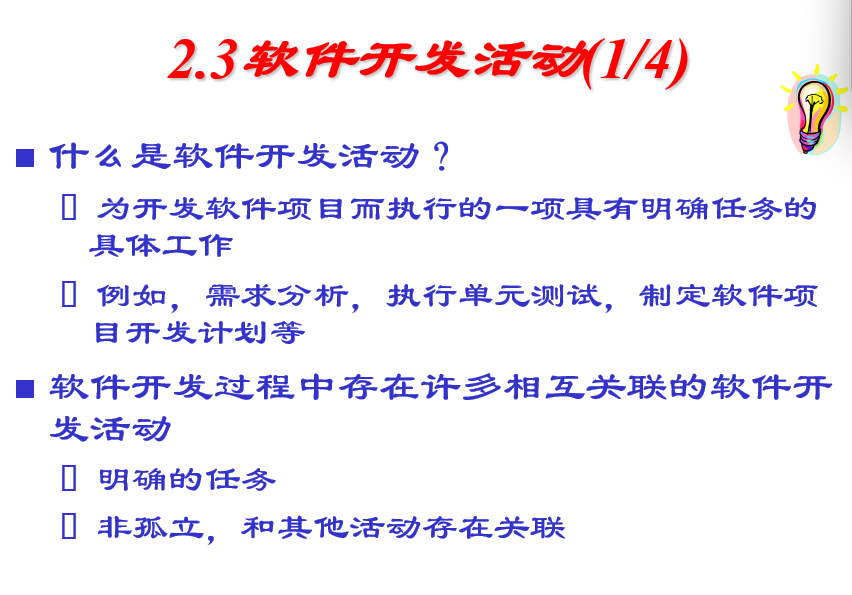 2.3软件开发活动(1/4)
什么是软件开发活动？
为开发软件项目而执行的一项具有明确任务的
具体工作
例如，需求分析，执行单元测试，制定软件项
目开发计划等
软件开发过程中存在许多相互关联的软件开
发活动
明确的任务
非孤立，和其他活动存在关联